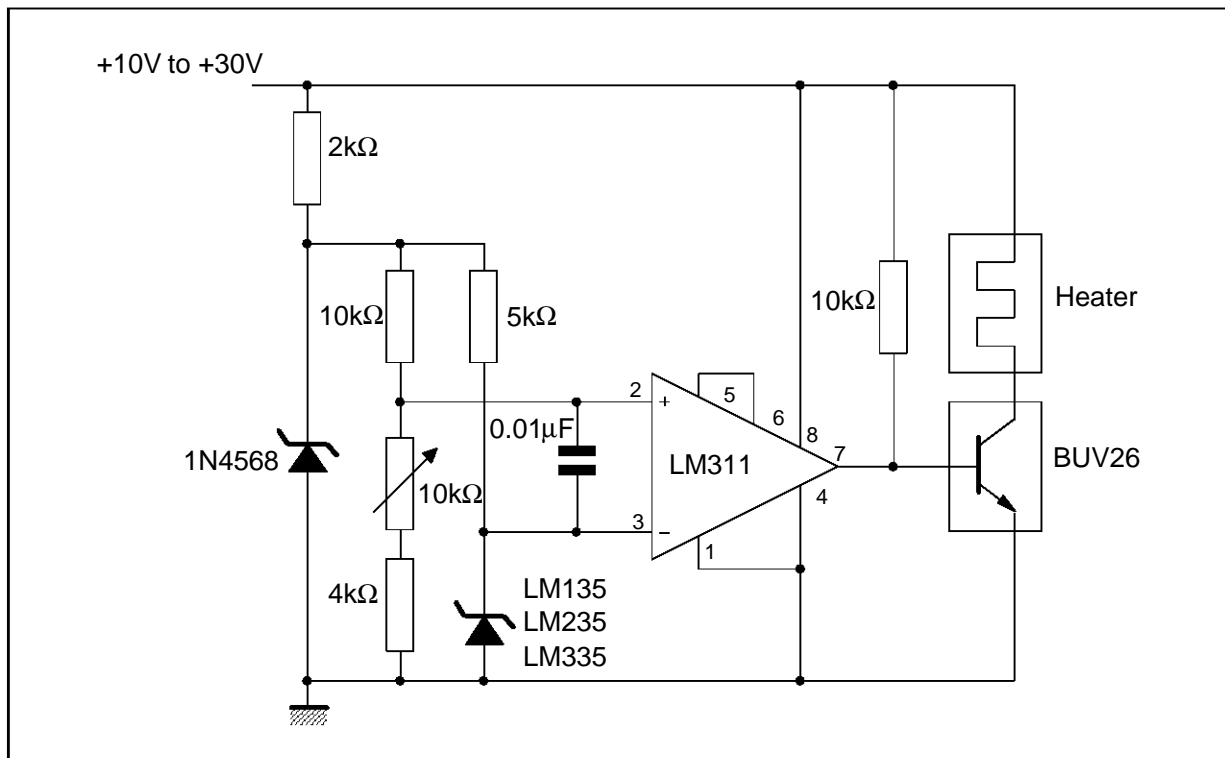 +10V to +30V
2kΩ
10kΩ
5kΩ
10kΩ
Heater
2
+
5
6
8
0.01μF
7
BUV26
1N4568
LM311
10kΩ
4
3
−
1
4kΩ
LM135
LM235
LM335